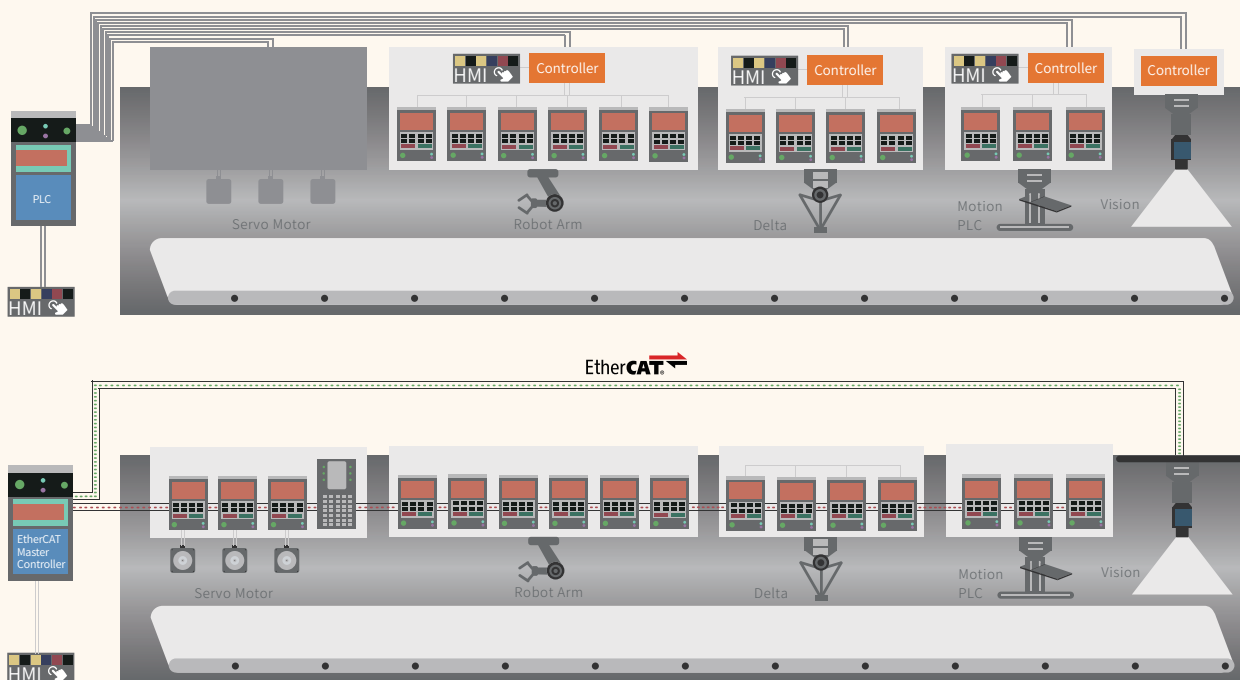 HMI
Controller
HMI
Controller
HMI
Controller
Controller
PLC
Servo Motor
Robot Arm
Delta
Motion
PLC
Vision
HMI
EtherCAT®
EtherCAT
Master
Controller
Servo Motor
Robot Arm
Delta
Motion
PLC
Vision
HMI